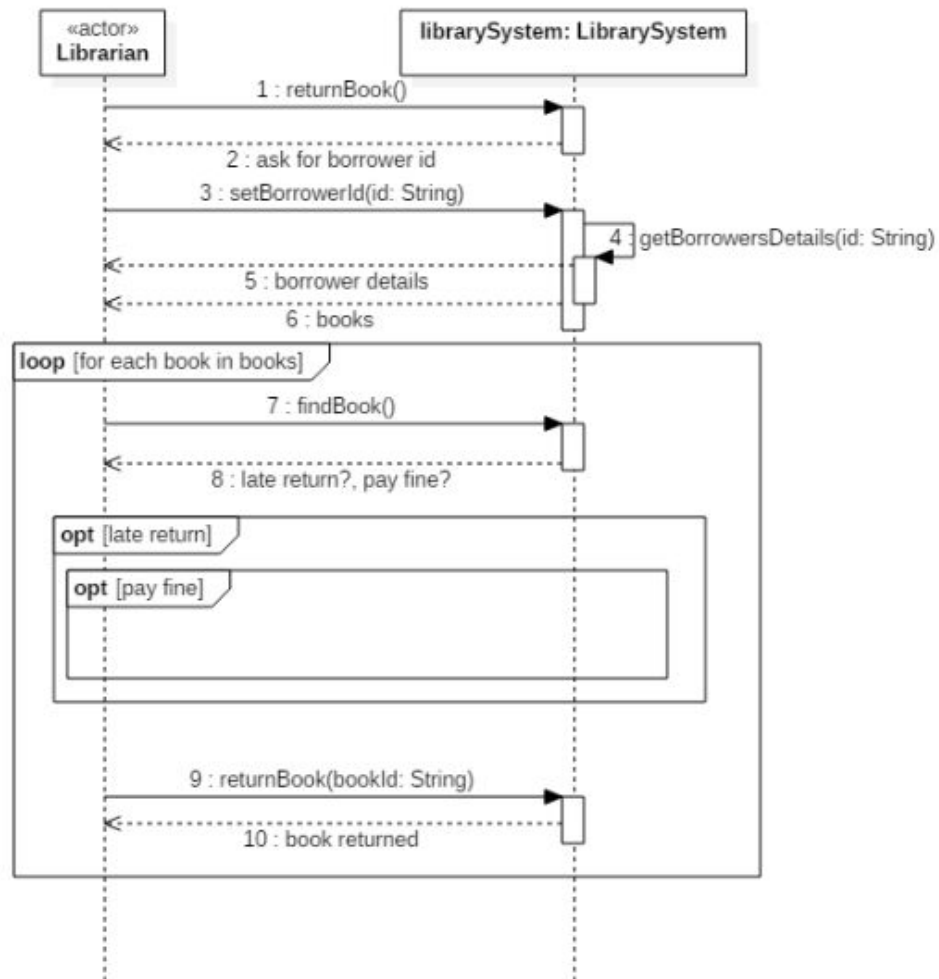 «actor»
Librarian
librarySystem: LibrarySystem
1 : returnBook()
2 : ask for borrower id
3 : setBorrowerId(id: String)
4 : getBorrowersDetails(id: String)
5 : borrower details
6 : books
loop [for each book in books]
7 : findBook()
8 : late return?, pay fine?
opt [late return]
opt [pay fine]
9 : returnBook(bookId: String)
10 : book returned